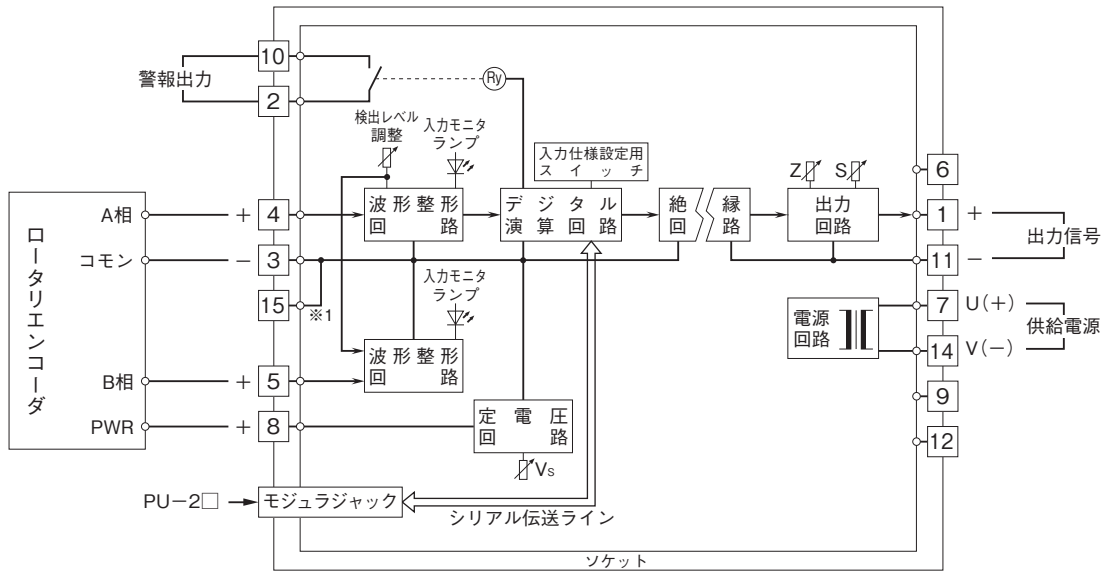 10
警報出力
2
Ry
検出レベル
調整
入力モニタ
ランプ
入力仕様設定用
スイッチ
Z
S
6
A相
+
4
波形整形
回路
デジタル
演算回路
絶縁
回路
出力
回路
1
+
出力信号
ロータリエンコーダ
コモン
−
3
11
−
15
※1
入力モニタ
ランプ
電源
回路
7
U(+)
供給電源
14
V(−)
B相
+
5
波形整形
回路
9
PWR
+
8
定電圧
回路
Vs
12
PU−2□
モジュラジャック
シリアル伝送ライン
ソケット